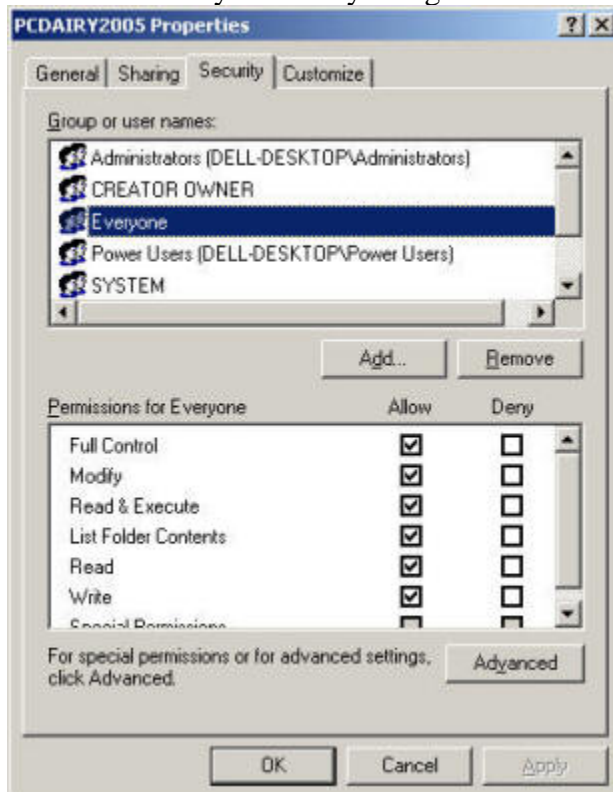 PCDAIRY2005 Properties
General Sharing Security Customize
Group or user names:
Administrators (DELL-DESKTOP\Administrators)
CREATOR OWNER
Everyone
Power Users (DELL-DESKTOP\Power Users)
SYSTEM
Add... Remove
Permissions for Everyone Allow Deny
Full Control
Modify
Read & Execute
List Folder Contents
Read
Write
Special Permissions
For special permissions or for advanced settings,
click Advanced.
Advanced
OK Cancel Apply